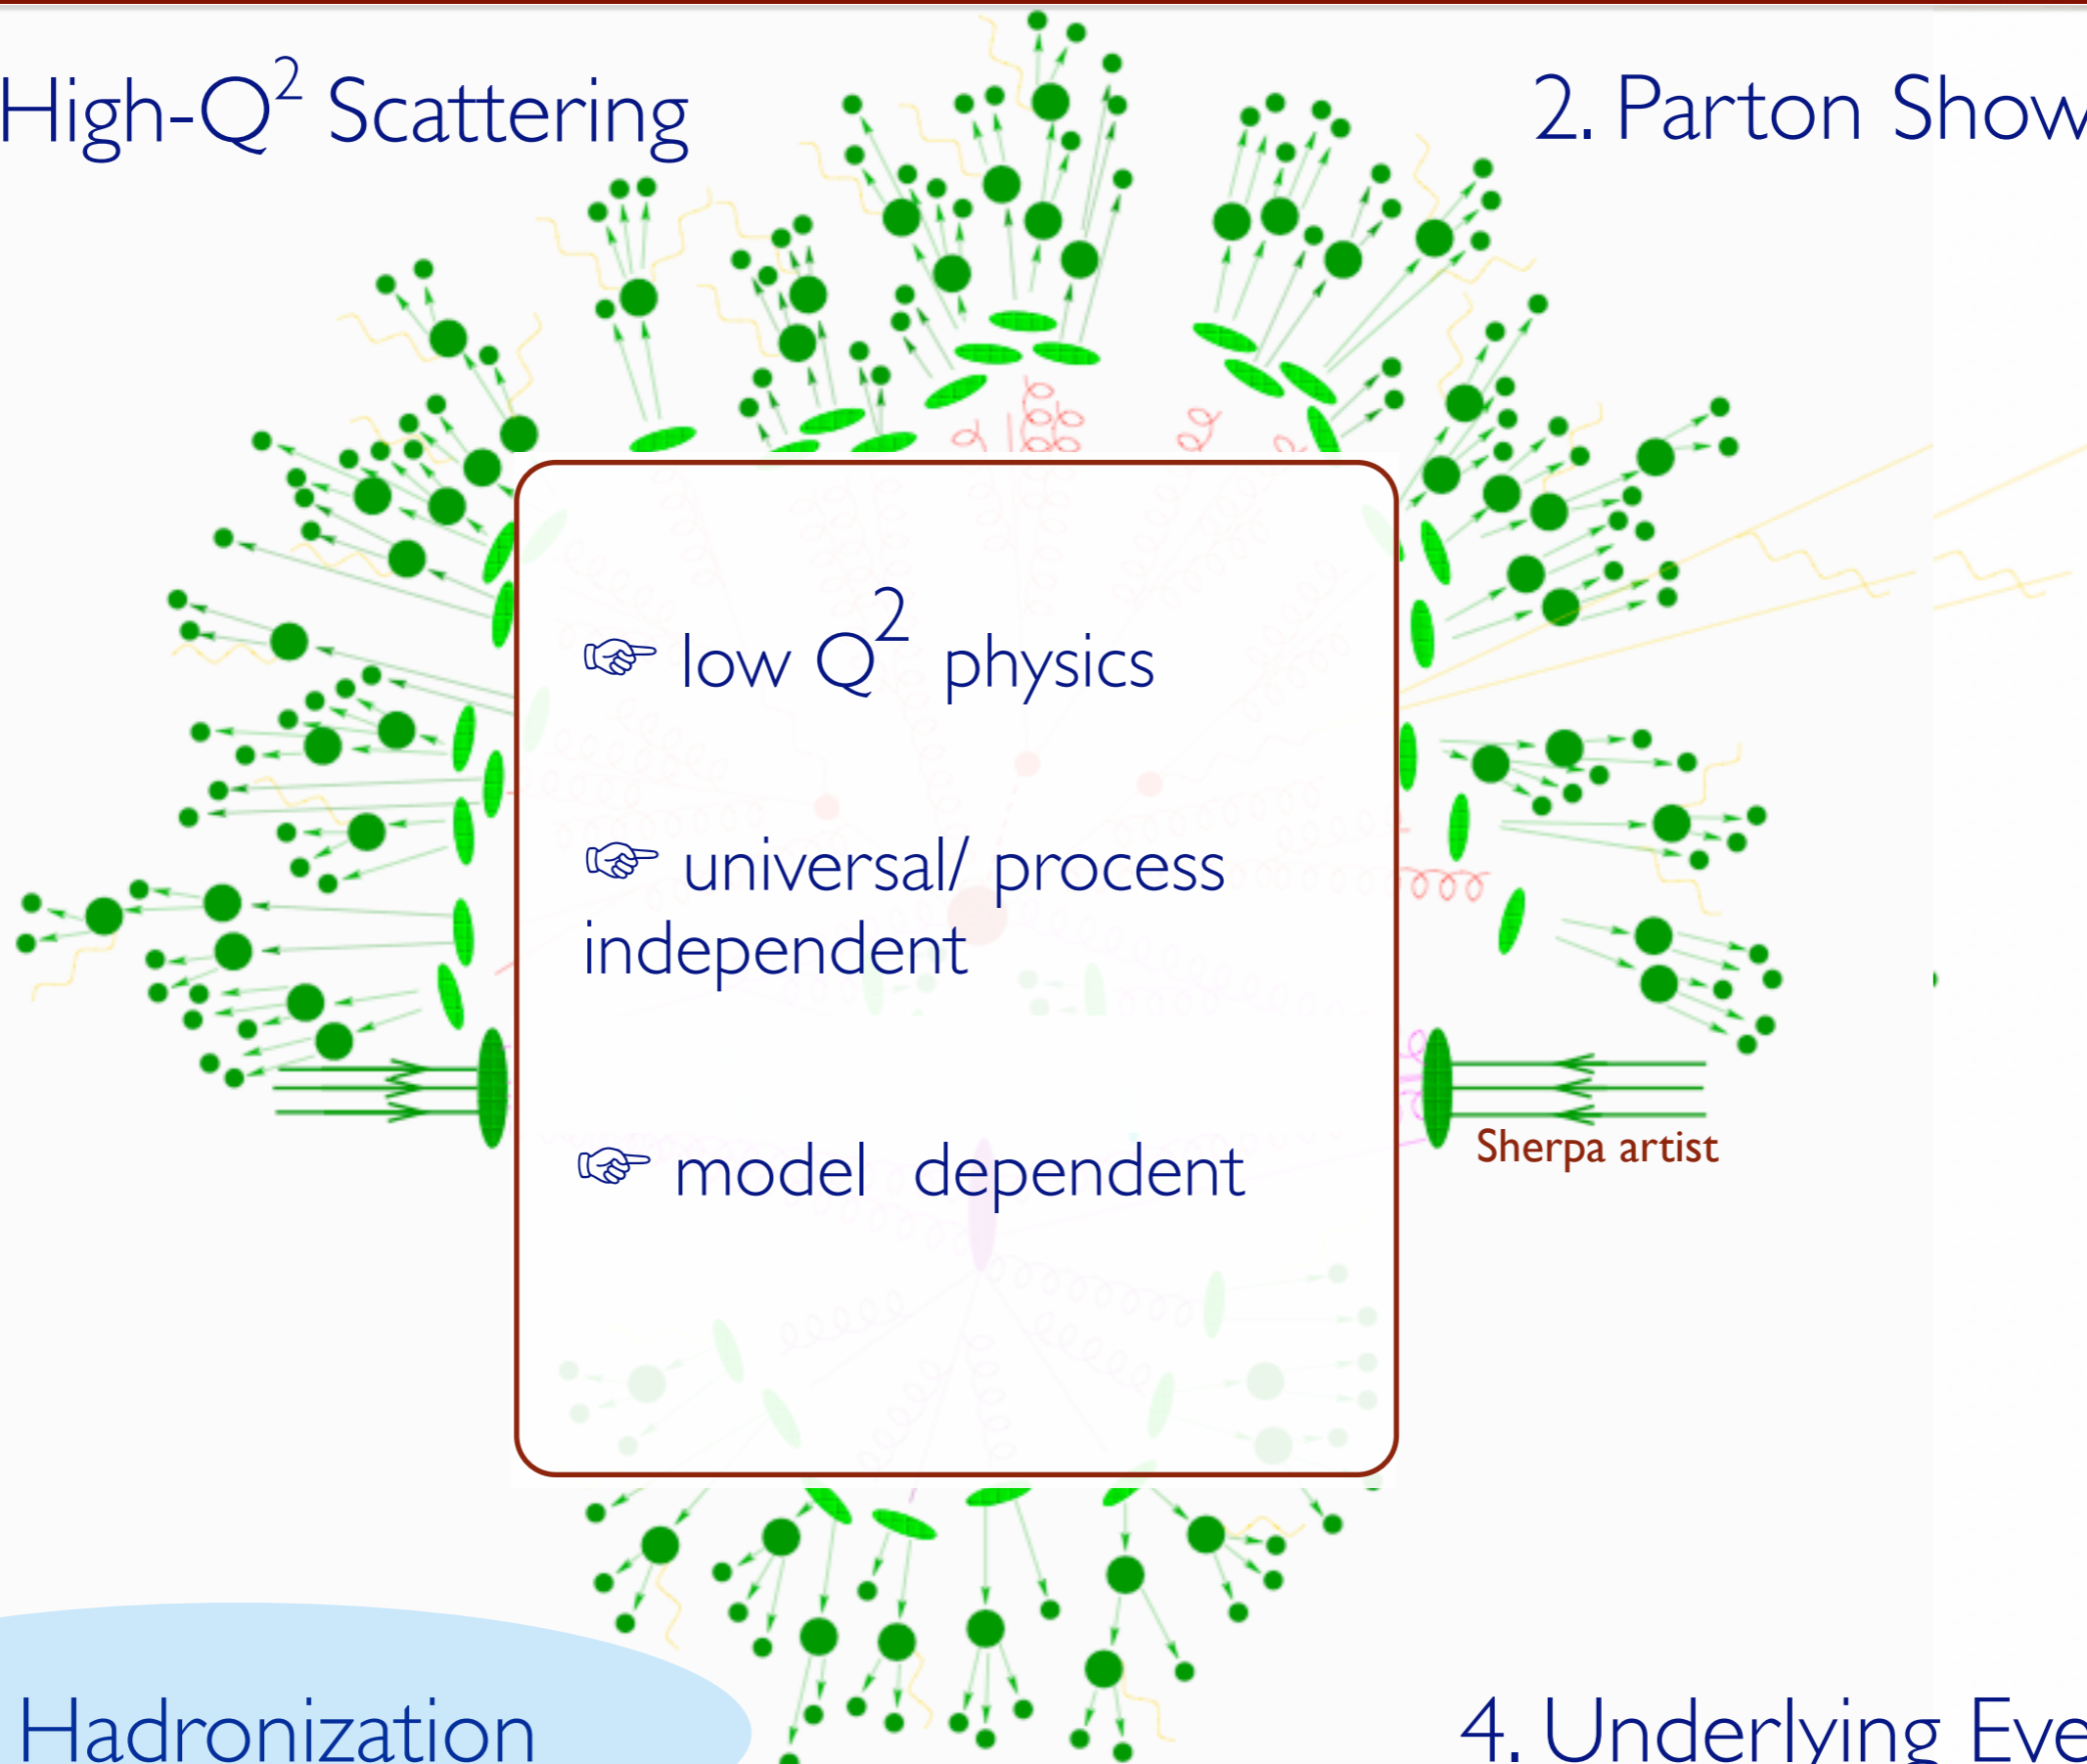 High-Q² Scattering
2. Parton Show
☞ low Q² physics
☞ universal/ process
independent
☞ model dependent
Sherpa artist
Hadronization
4. Underlying Eve